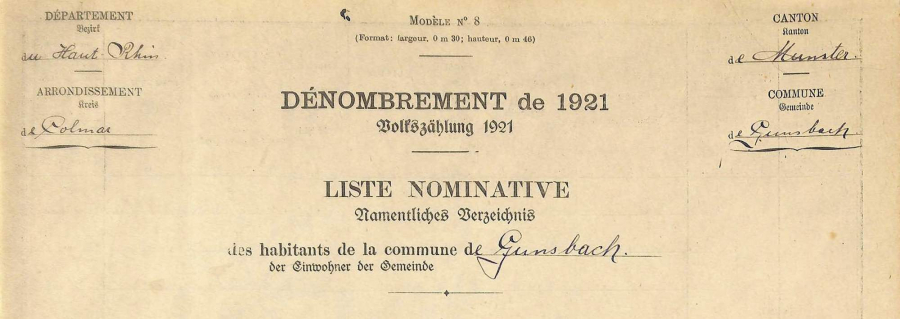 DÉPARTEMENT
Bezirk
du Haut-Rhin
ARRONDISSEMENT
Kreis
de Colmar
MODÈLE N° 8
(Format: largeur, 0 m 30; hauteur, 0 m 46)
DÉNOMBREMENT de 1921
Volkszählung 1921
LISTE NOMINATIVE
Namentliches Verzeichnis
des habitants de la commune de Gunsbach.
der Einwohner der Gemeinde
CANTON
Kanton
de Munster.
COMMUNE
Gemeinde
de Gunsbach.